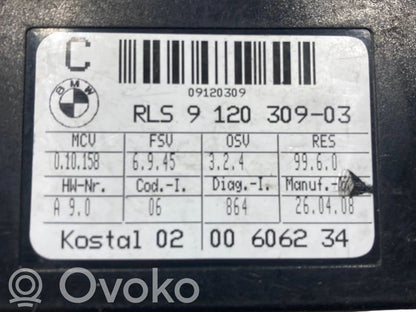 C
BMW
09120309
RLS 9 120 309-03
MCV FSV OSV RES
0.10.158 6.9.45 3.2.4 99.6.0
HW-Nr. Cod.-I. Diag.-I. Manuf.-
A 9.0 06 864 26.04.08
Kostal 02 00 6062 34
Ovoko